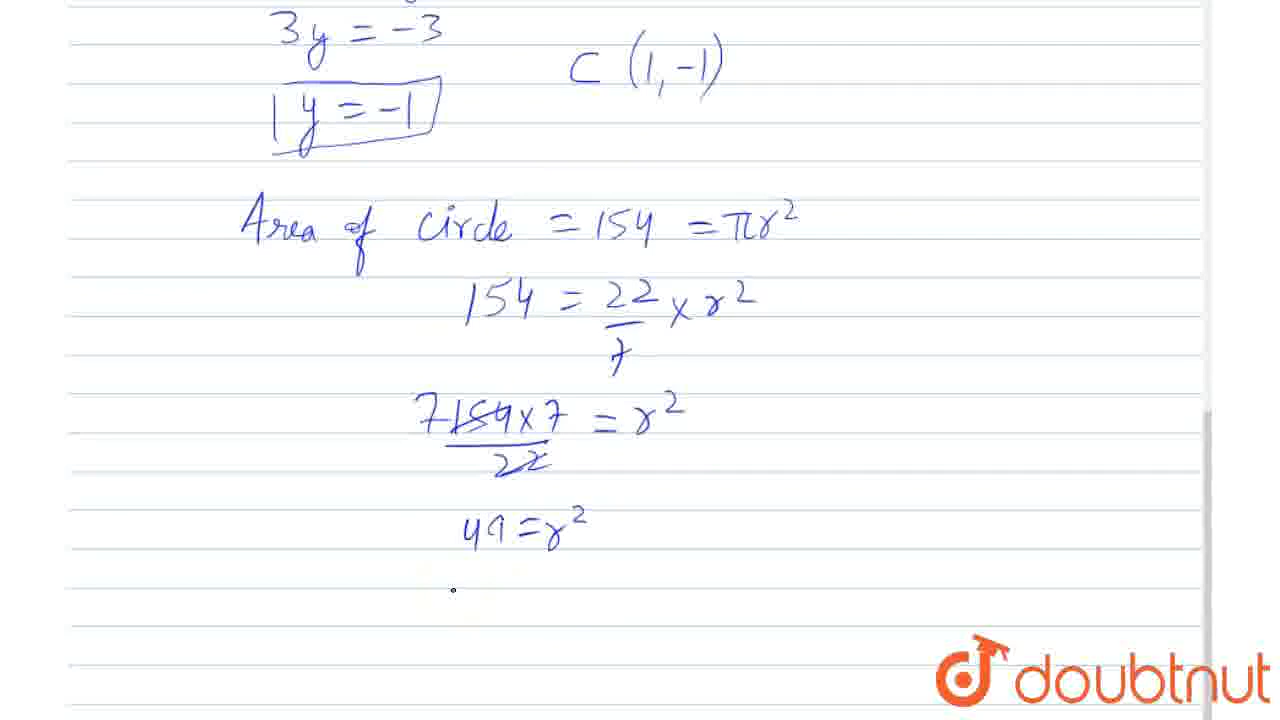 3y = -3
C (1, -1)
y = -1
Area of circle = 154 = πr²
154 = 22/7 × r²
7 154×7/22 = r²
49 = r²
doubtnut